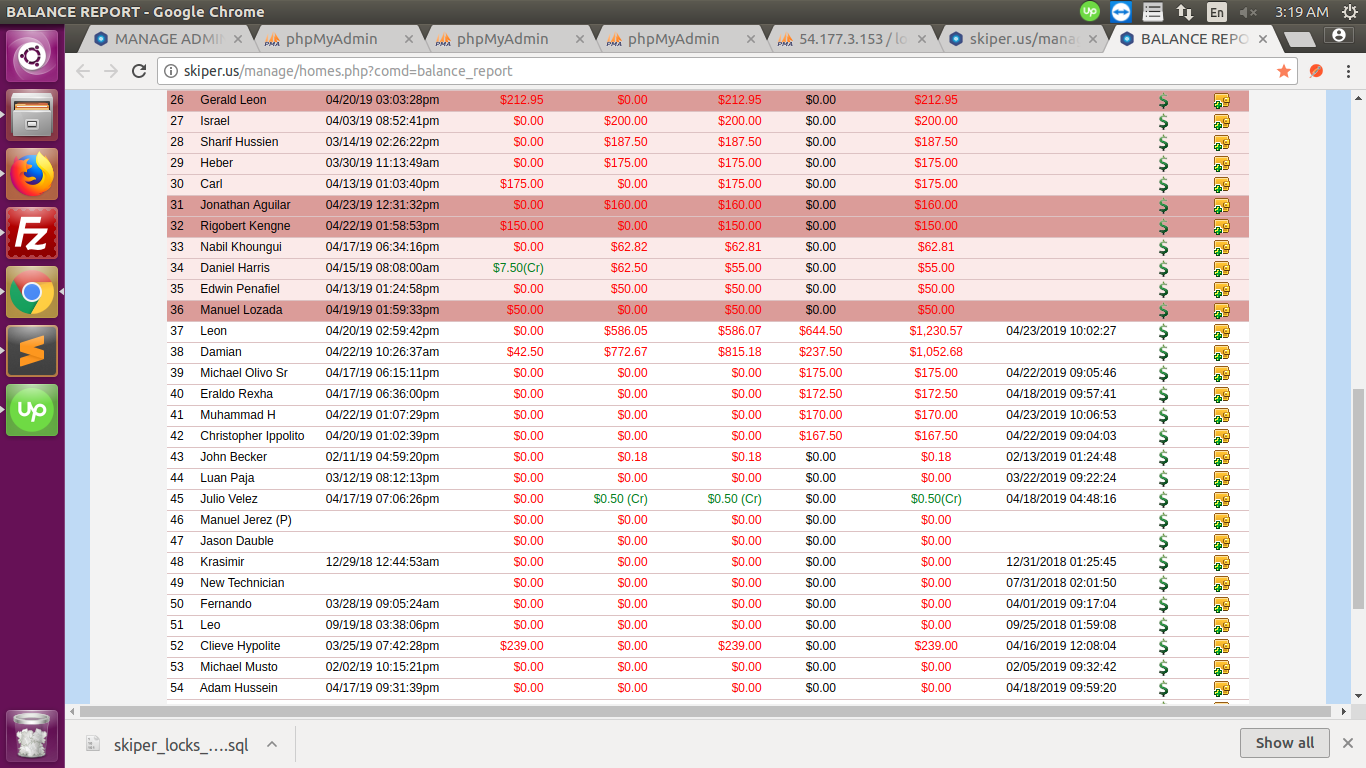 BALANCE REPORT - Google Chrome
Up
En
3:19 AM
MANAGE ADMI
phpMyAdmin
phpMyAdmin
phpMyAdmin
54.177.3.153 / lo
skiper.us/mana
BALANCE REPO
skiper.us/manage/homes.php?comd=balance_report
26 Gerald Leon 04/20/19 03:03:28pm $212.95 $0.00 $212.95 $0.00 $212.95 $
27 Israel 04/03/19 08:52:41pm $0.00 $200.00 $200.00 $0.00 $200.00 $
28 Sharif Hussien 03/14/19 02:26:22pm $0.00 $187.50 $187.50 $0.00 $187.50 $
29 Heber 03/30/19 11:13:49am $0.00 $175.00 $175.00 $0.00 $175.00 $
30 Carl 04/13/19 01:03:40pm $175.00 $0.00 $175.00 $0.00 $175.00 $
31 Jonathan Aguilar 04/23/19 12:31:32pm $0.00 $160.00 $160.00 $0.00 $160.00 $
32 Rigobert Kengne 04/22/19 01:58:53pm $150.00 $0.00 $150.00 $0.00 $150.00 $
33 Nabil Khoungui 04/17/19 06:34:16pm $0.00 $62.82 $62.81 $0.00 $62.81 $
34 Daniel Harris 04/15/19 08:08:00am $7.50(Cr) $62.50 $55.00 $0.00 $55.00 $
35 Edwin Penafiel 04/13/19 01:24:58pm $0.00 $50.00 $50.00 $0.00 $50.00 $
36 Manuel Lozada 04/19/19 01:59:33pm $50.00 $0.00 $50.00 $0.00 $50.00 $
37 Leon 04/20/19 02:59:42pm $0.00 $586.05 $586.07 $644.50 $1,230.57 04/23/2019 10:02:27 $
38 Damian 04/22/19 10:26:37am $42.50 $772.67 $815.18 $237.50 $1,052.68 $
39 Michael Olivo Sr 04/17/19 06:15:11pm $0.00 $0.00 $0.00 $175.00 $175.00 04/22/2019 09:05:46 $
40 Eraldo Rexha 04/17/19 06:36:00pm $0.00 $0.00 $0.00 $172.50 $172.50 04/18/2019 09:57:41 $
41 Muhammad H 04/22/19 01:07:29pm $0.00 $0.00 $0.00 $170.00 $170.00 04/23/2019 10:06:53 $
42 Christopher Ippolito 04/20/19 01:02:39pm $0.00 $0.00 $0.00 $167.50 $167.50 04/22/2019 09:04:03 $
43 John Becker 02/11/19 04:59:20pm $0.00 $0.18 $0.18 $0.00 $0.18 02/13/2019 01:24:48 $
44 Luan Paja 03/12/19 08:12:13pm $0.00 $0.00 $0.00 $0.00 $0.00 03/22/2019 09:22:24 $
45 Julio Velez 04/17/19 07:06:26pm $0.00 $0.50 (Cr) $0.50 (Cr) $0.00 $0.50(Cr) 04/18/2019 04:48:16 $
46 Manuel Jerez (P) $0.00 $0.00 $0.00 $0.00 $0.00 $
47 Jason Dauble $0.00 $0.00 $0.00 $0.00 $0.00 $
48 Krasimir 12/29/18 12:44:53am $0.00 $0.00 $0.00 $0.00 $0.00 12/31/2018 01:25:45 $
49 New Technician $0.00 $0.00 $0.00 $0.00 $0.00 07/31/2018 02:01:50 $
50 Fernando 03/28/19 09:05:24am $0.00 $0.00 $0.00 $0.00 $0.00 04/01/2019 09:17:04 $
51 Leo 09/19/18 03:38:06pm $0.00 $0.00 $0.00 $0.00 $0.00 09/25/2018 01:59:08 $
52 Clieve Hypolite 03/25/19 07:42:28pm $239.00 $0.00 $239.00 $0.00 $239.00 04/16/2019 12:08:04 $
53 Michael Musto 02/02/19 10:15:21pm $0.00 $0.00 $0.00 $0.00 $0.00 02/05/2019 09:32:42 $
54 Adam Hussein 04/17/19 09:31:39pm $0.00 $0.00 $0.00 $0.00 $0.00 04/18/2019 09:59:20 $
Fz
Up
skiper_locks_....sql
Show all